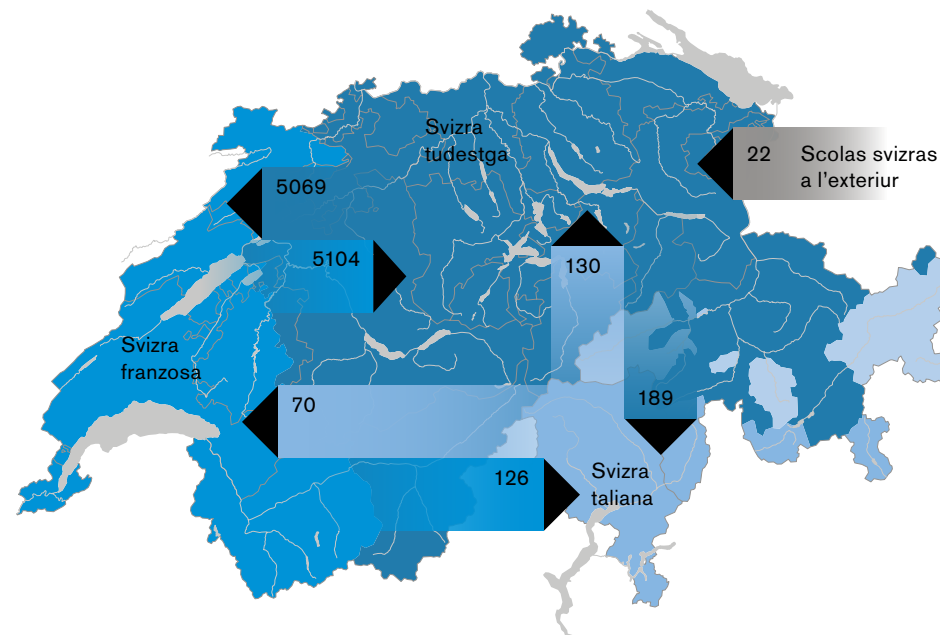 Svizra
tudestga
22 Scolas svizras
a l'exteriur
5069
5104
130
Svizra
franzosa
70
189
126
Svizra
taliana